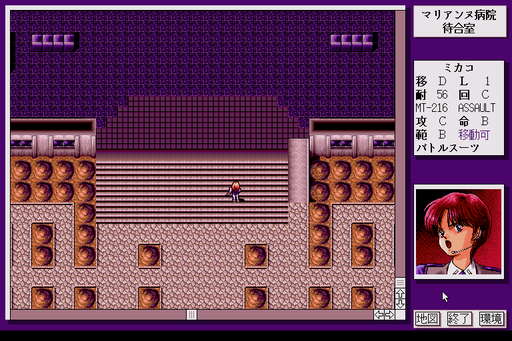 マリアンヌ病院
待合室
ミカコ
移 D L 1
耐 56 回 C
MT-216 ASSAULT
攻 C 命 B
範 B 移動可
バトルスーツ
地図 終了 環境